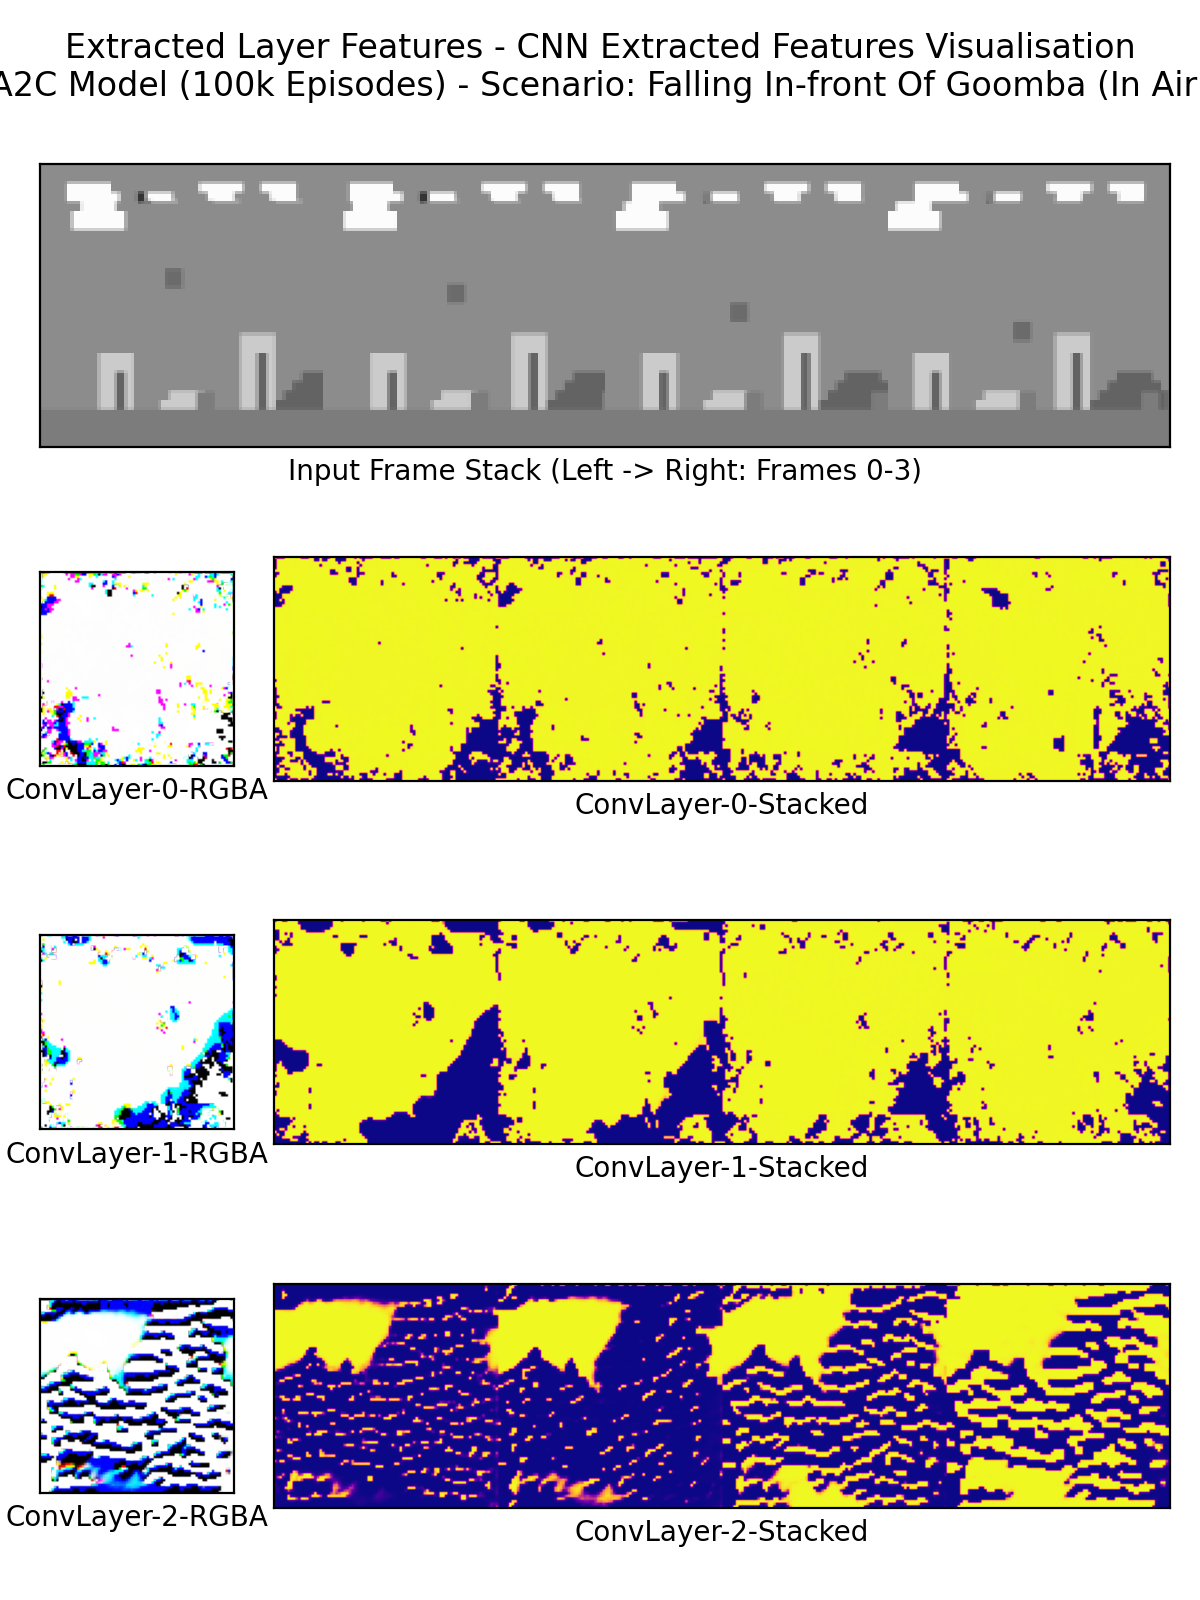 Extracted Layer Features - CNN Extracted Features Visualisation
A2C Model (100k Episodes) - Scenario: Falling In-front Of Goomba (In Air
Input Frame Stack (Left -> Right: Frames 0-3)
ConvLayer-0-RGBA
ConvLayer-0-Stacked
ConvLayer-1-RGBA
ConvLayer-1-Stacked
ConvLayer-2-RGBA
ConvLayer-2-Stacked